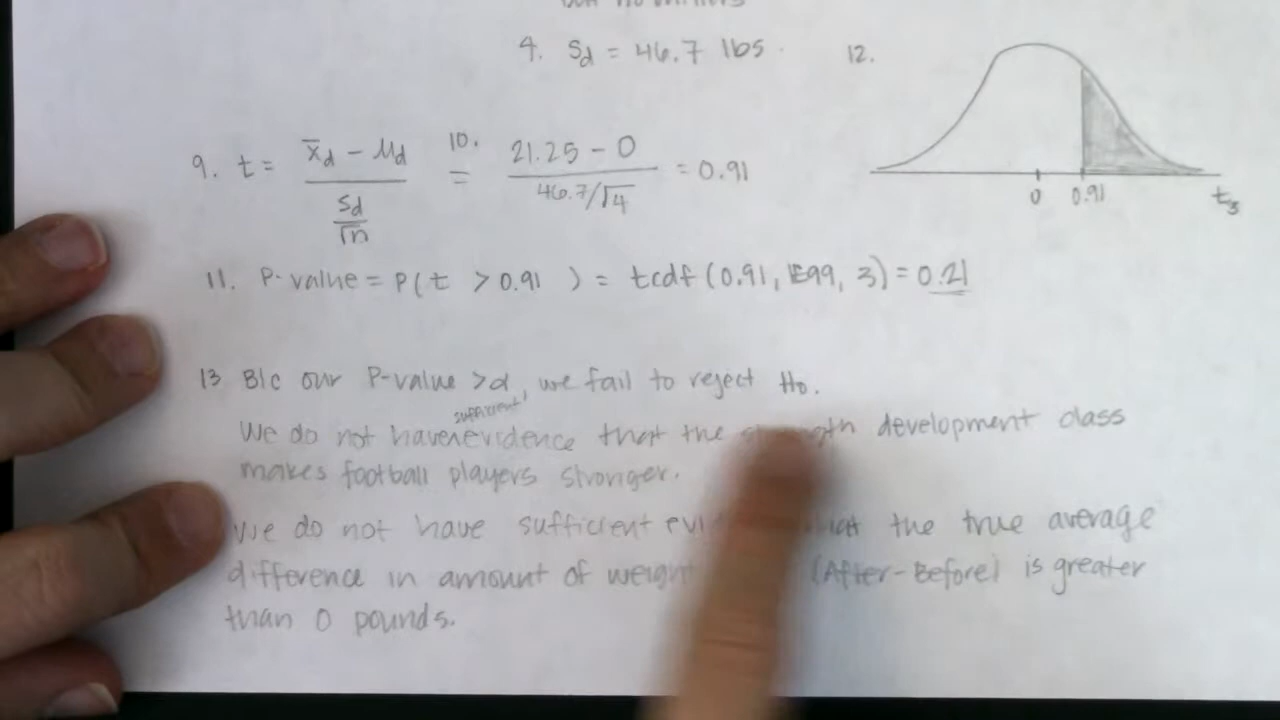 4. Sd = 46.7 lbs.
12.
0 0.91 t₃
9. t = x̄d - μd / sd/√n 10. = 21.25 - 0 / 46.7/√4 = 0.91
11. P-value = P(t > 0.91 ) = tcdf (0.91, 1E99, 3) = 0.21
13 B/c our P-value > α, we fail to reject H₀.
We do not have sufficient evidence that the development class
makes football players stronger.
We do not have sufficient the true average
difference in amount of weight (After-Before) is greater
than 0 pounds.